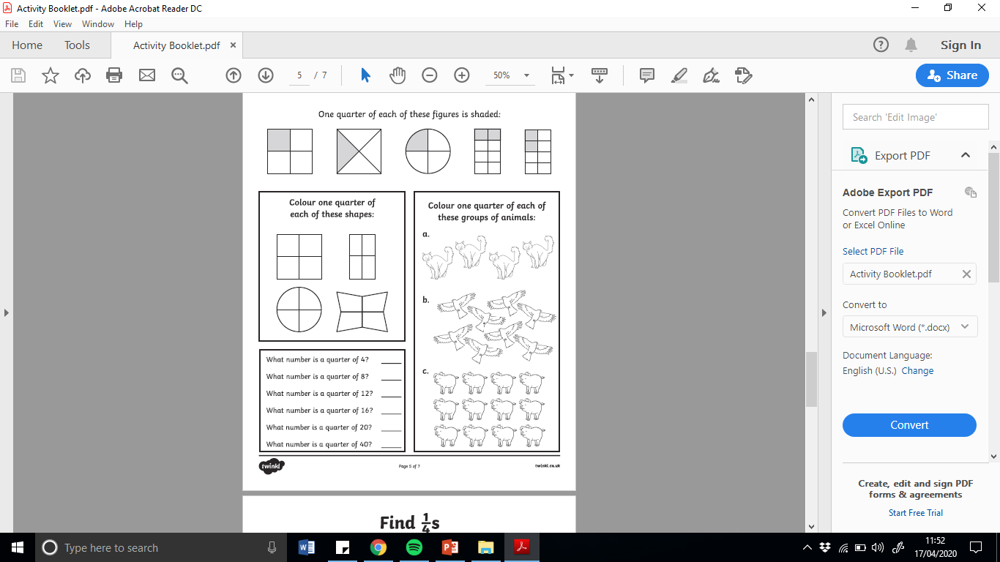 Activity Booklet.pdf - Adobe Acrobat Reader DC
File Edit View Window Help
Home Tools Activity Booklet.pdf × Sign In
5 / 7 50% Share
One quarter of each of these figures is shaded:
Colour one quarter of
each of these shapes:
What number is a quarter of 4? ____
What number is a quarter of 8? ____
What number is a quarter of 12? ____
What number is a quarter of 16? ____
What number is a quarter of 20? ____
What number is a quarter of 40? ____
Colour one quarter of each of
these groups of animals:
a.
b.
c.
twinkl
Page 5 of 7
twinkl.co.uk
Find 1/4s
Search 'Edit Image'
Export PDF
Adobe Export PDF
Convert PDF Files to Word
or Excel Online
Select PDF File
Activity Booklet.pdf
Convert to
Microsoft Word (*.docx)
Document Language:
English (U.S.) Change
Convert
Create, edit and sign PDF
forms & agreements
Start Free Trial
Type here to search
11:52
17/04/2020